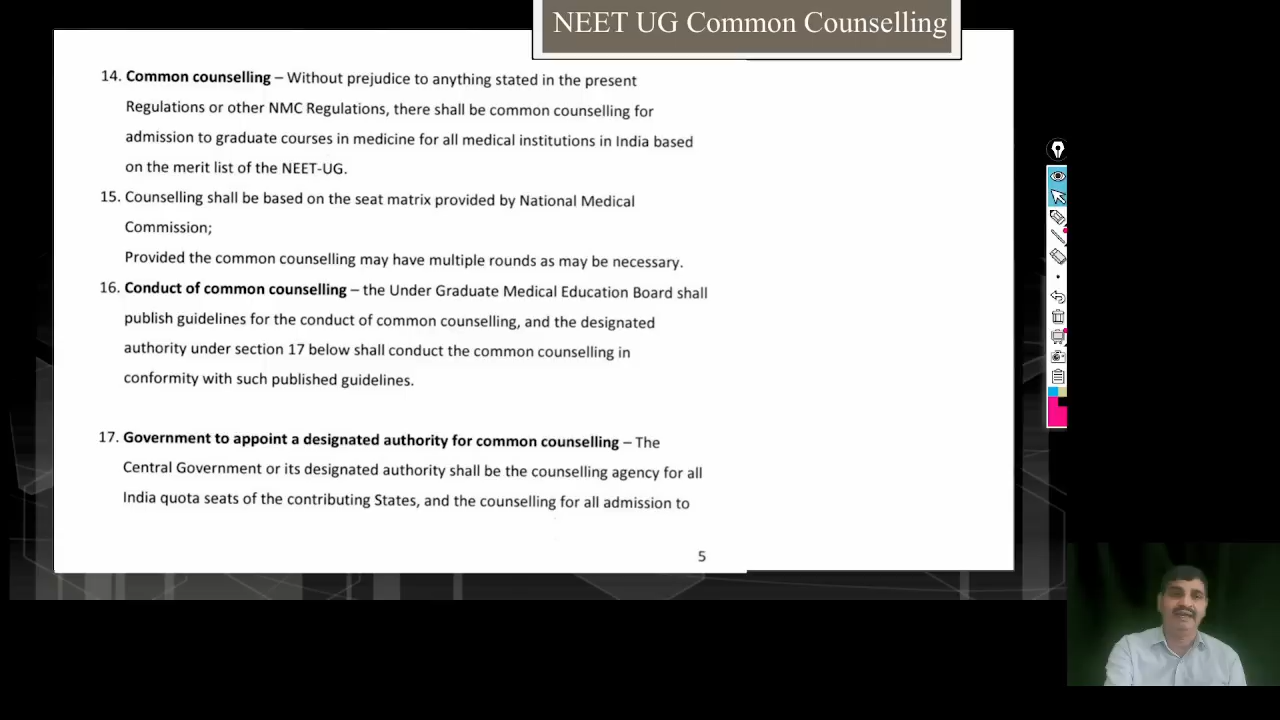 NEET UG Common Counselling
14. Common counselling – Without prejudice to anything stated in the present
Regulations or other NMC Regulations, there shall be common counselling for
admission to graduate courses in medicine for all medical institutions in India based
on the merit list of the NEET-UG.
15. Counselling shall be based on the seat matrix provided by National Medical
Commission;
Provided the common counselling may have multiple rounds as may be necessary.
16. Conduct of common counselling – the Under Graduate Medical Education Board shall
publish guidelines for the conduct of common counselling, and the designated
authority under section 17 below shall conduct the common counselling in
conformity with such published guidelines.
17. Government to appoint a designated authority for common counselling – The
Central Government or its designated authority shall be the counselling agency for all
India quota seats of the contributing States, and the counselling for all admission to
5